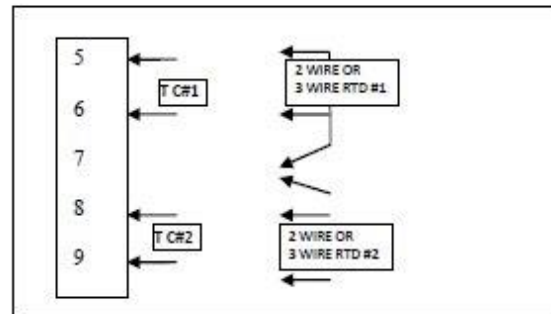 5
2 WIRE OR
3 WIRE RTD #1
T C#1
6
7
8
T C#2
2 WIRE OR
3 WIRE RTD #2
9